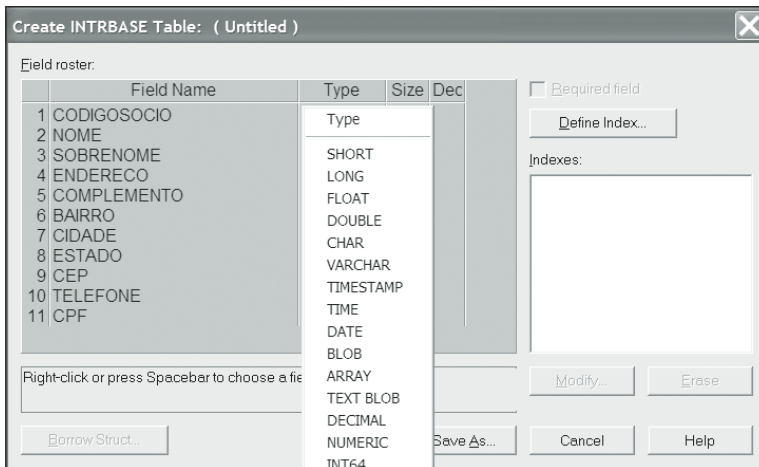 Create INTRBASE Table: ( Untitled )
Field roster:
Field Name Type Size Dec
1 CODIGOSOCIO
2 NOME
3 SOBRENOME
4 ENDERECO
5 COMPLEMENTO
6 BAIRRO
7 CIDADE
8 ESTADO
9 CEP
10 TELEFONE
11 CPF
Type
SHORT
LONG
FLOAT
DOUBLE
CHAR
VARCHAR
TIMESTAMP
TIME
DATE
BLOB
ARRAY
TEXT BLOB
DECIMAL
NUMERIC
INT64
Required field
Define Index...
Indexes:
Right-click or press Spacebar to choose a fie
Modify...
Erase
Borrow Struct...
Save As...
Cancel
Help